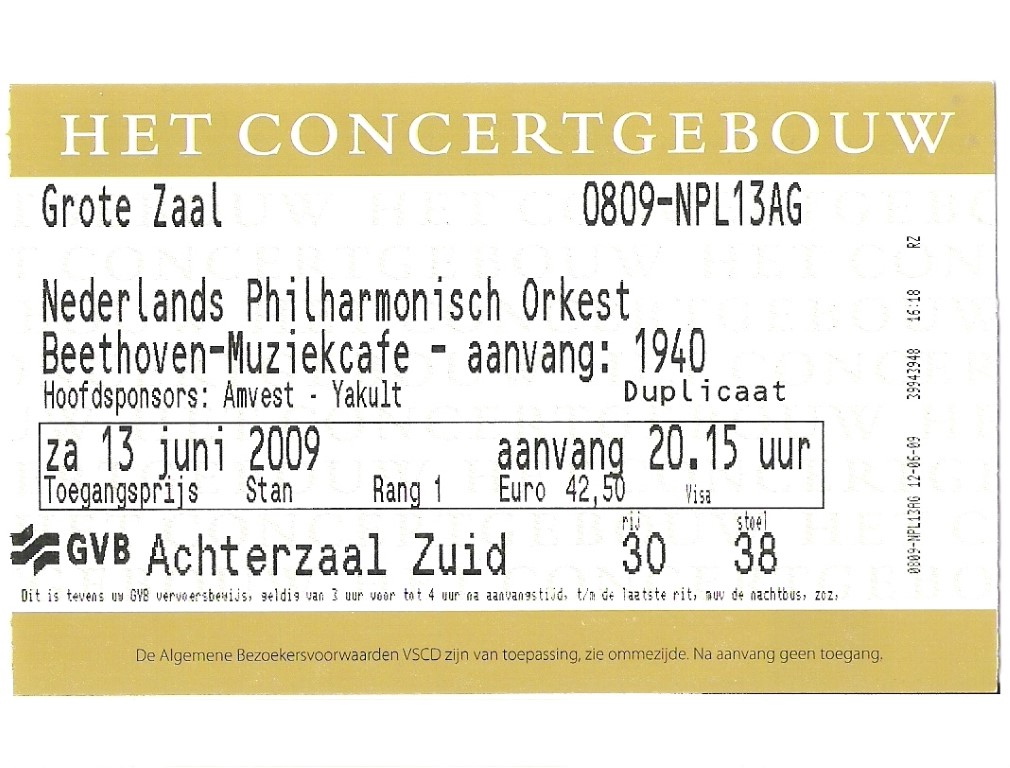 HET CONCERTGEBOUW
Grote Zaal 0809-NPL13AG
Nederlands Philharmonisch Orkest
Beethoven-Muziekcafe - aanvang: 1940
Hoofdsponsors: Amvest - Yakult Duplicaat
za 13 juni 2009 aanvang 20.15 uur
Toegangsprijs Stan Rang 1 Euro 42,50 Visa
rij stoel
GVB Achterzaal Zuid 30 38
Dit is tevens uw GVB vervoersbewijs, geldig van 3 uur voor tot 4 uur na aanvangstijd, t/m de laatste rit, muv de nachtbus, zoz.
De Algemene Bezoekersvoorwaarden VSCD zijn van toepassing, zie ommezijde. Na aanvang geen toegang.
0809-NPL13AG 12-06-09 39943948 16:18 RZ